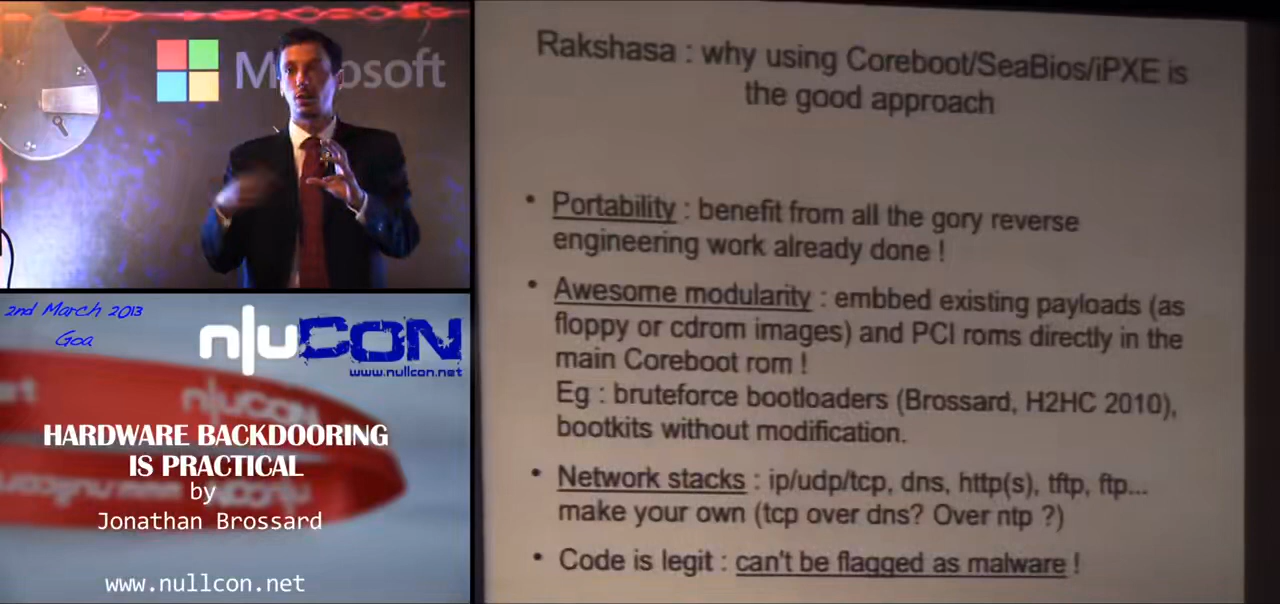 Microsoft
2nd March 2013
Goa
n|u CON
www.nullcon.net
HARDWARE BACKDOORING
IS PRACTICAL
by
Jonathan Brossard
www.nullcon.net
Rakshasa : why using Coreboot/SeaBios/iPXE is
the good approach
• Portability : benefit from all the gory reverse
engineering work already done !
• Awesome modularity : embbed existing payloads (as
floppy or cdrom images) and PCI roms directly in the
main Coreboot rom !
Eg : bruteforce bootloaders (Brossard, H2HC 2010),
bootkits without modification.
• Network stacks : ip/udp/tcp, dns, http(s), tftp, ftp...
make your own (tcp over dns? Over ntp ?)
• Code is legit : can't be flagged as malware !